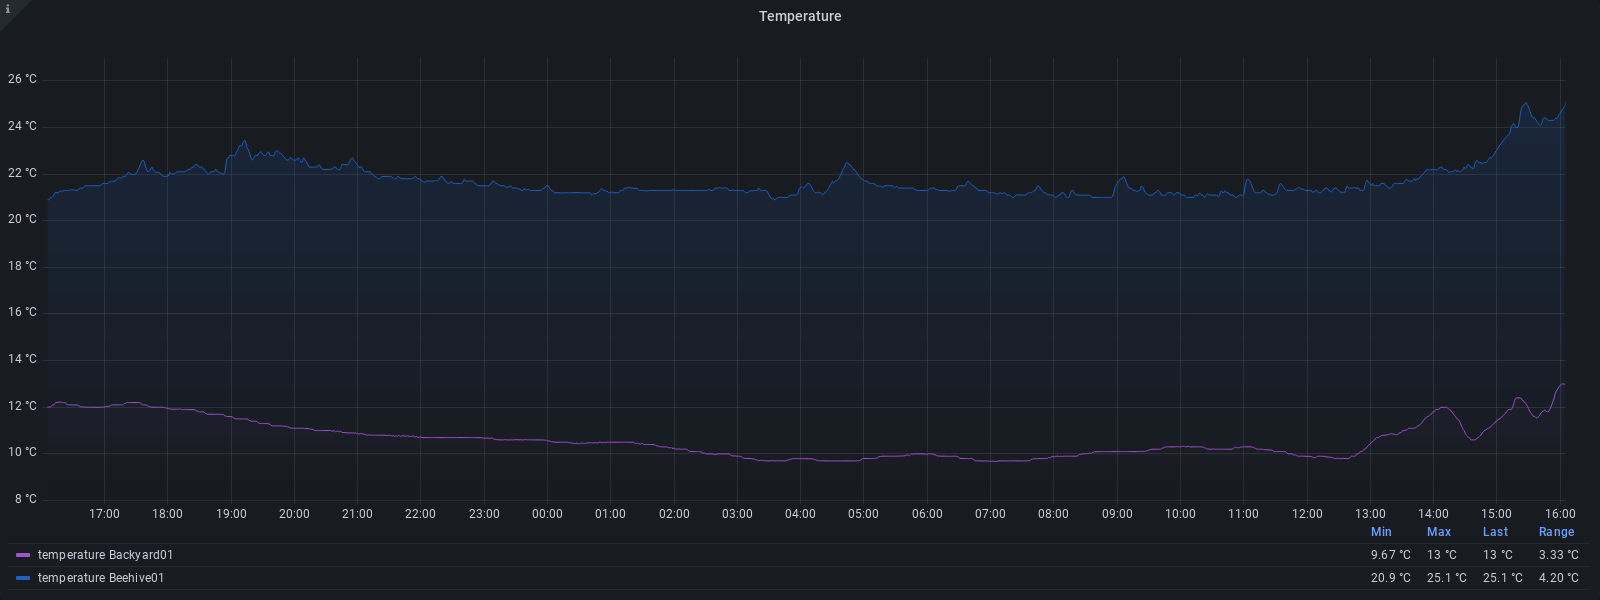 i
Temperature
26 °C
24 °C
22 °C
20 °C
18 °C
16 °C
14 °C
12 °C
10 °C
8 °C
17:00 18:00 19:00 20:00 21:00 22:00 23:00 00:00 01:00 02:00 03:00 04:00 05:00 06:00 07:00 08:00 09:00 10:00 11:00 12:00 13:00 14:00 15:00 16:00
Min Max Last Range
temperature Backyard01 9.67 °C 13 °C 13 °C 3.33 °C
temperature Beehive01 20.9 °C 25.1 °C 25.1 °C 4.20 °C